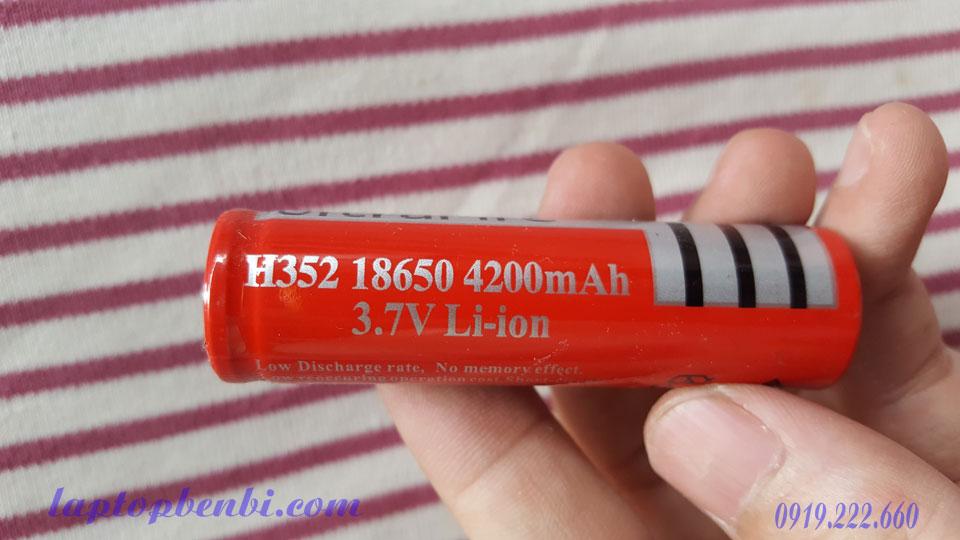 H352 18650 4200mAh
3.7V Li-ion
Low Discharge rate, No memory effect.
laptopbenbi.com
0919.222.660